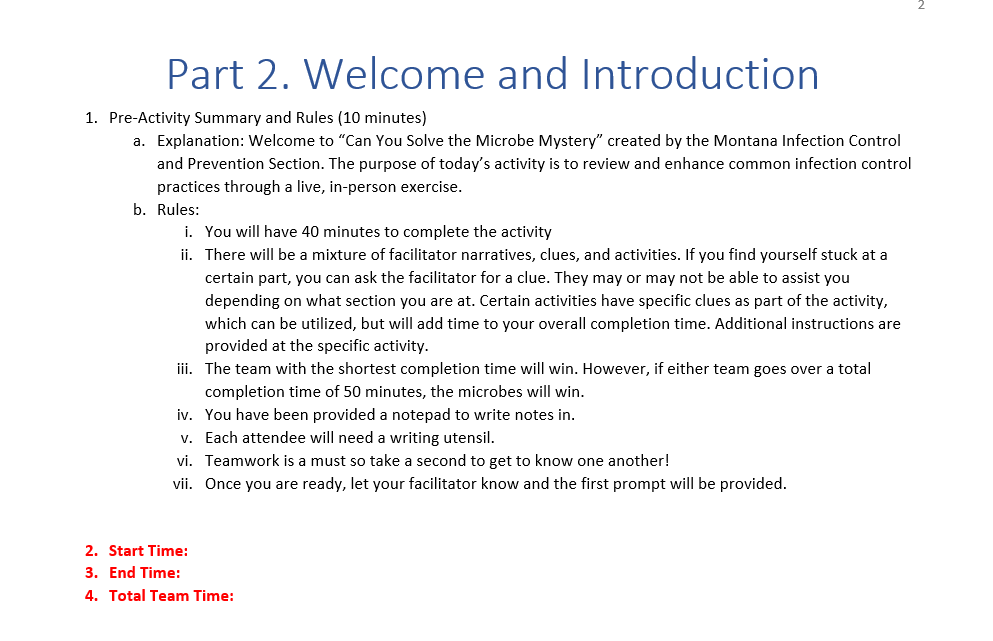 2
Part 2. Welcome and Introduction
1. Pre-Activity Summary and Rules (10 minutes)
a. Explanation: Welcome to “Can You Solve the Microbe Mystery” created by the Montana Infection Control
and Prevention Section. The purpose of today’s activity is to review and enhance common infection control
practices through a live, in-person exercise.
b. Rules:
i. You will have 40 minutes to complete the activity
ii. There will be a mixture of facilitator narratives, clues, and activities. If you find yourself stuck at a
certain part, you can ask the facilitator for a clue. They may or may not be able to assist you
depending on what section you are at. Certain activities have specific clues as part of the activity,
which can be utilized, but will add time to your overall completion time. Additional instructions are
provided at the specific activity.
iii. The team with the shortest completion time will win. However, if either team goes over a total
completion time of 50 minutes, the microbes will win.
iv. You have been provided a notepad to write notes in.
v. Each attendee will need a writing utensil.
vi. Teamwork is a must so take a second to get to know one another!
vii. Once you are ready, let your facilitator know and the first prompt will be provided.
2. Start Time:
3. End Time:
4. Total Team Time: